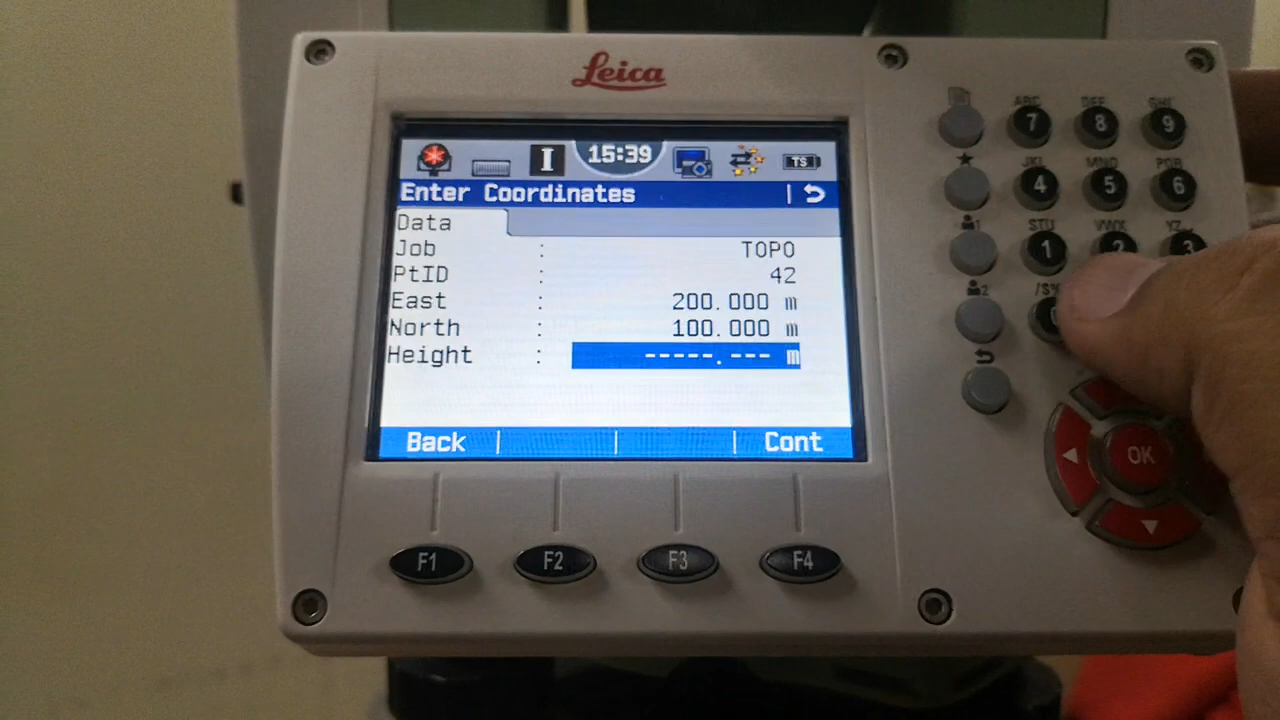 Leica
I 15:39 TS
Enter Coordinates
Data
Job : TOPO
PtID : 42
East : 200.000 m
North : 100.000 m
Height : -----.--- m
Back Cont
F1 F2 F3 F4
ABC DEF
7 8 9
JKL MNO PQR
4 5 6
STU VWX YZ
1 2 3
/$%
OK